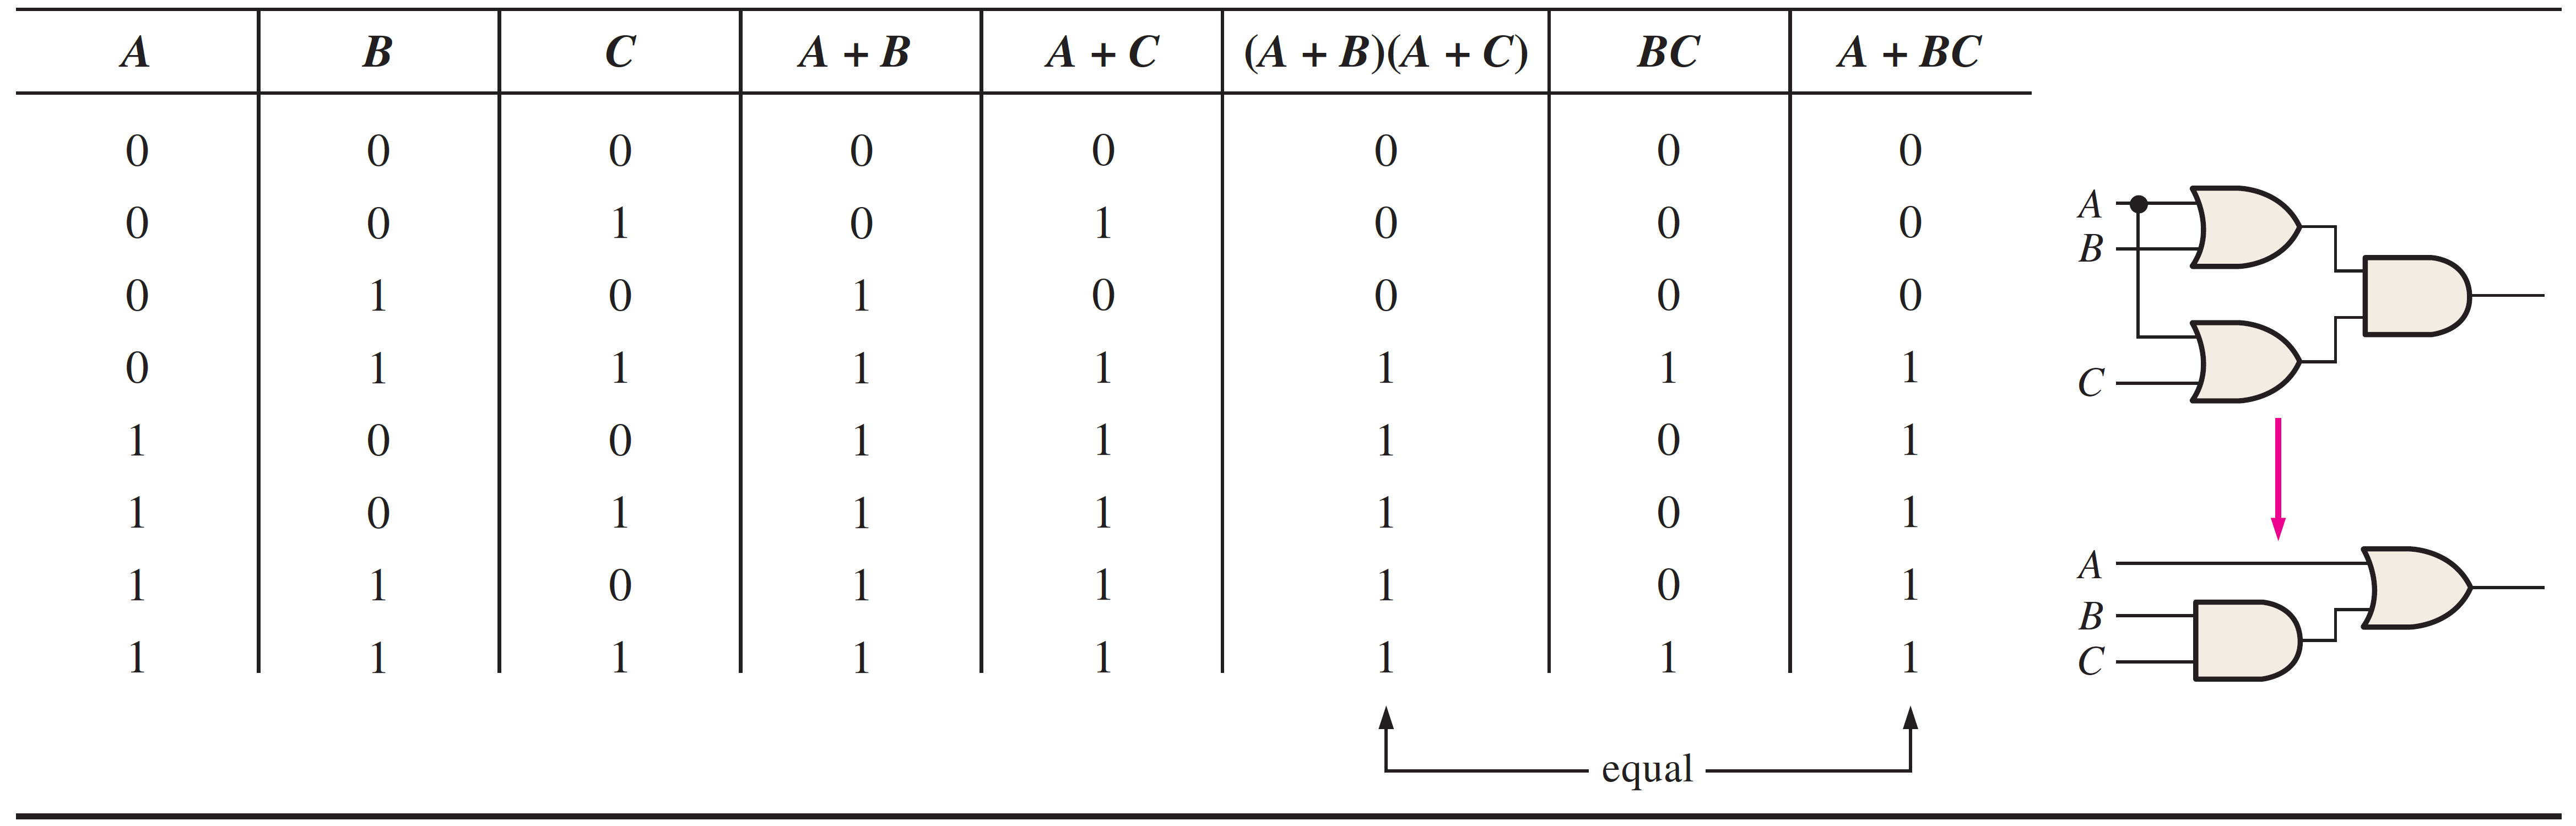 A B C A + B A + C (A + B)(A + C) BC A + BC
0 0 0 0 0 0 0 0
0 0 1 0 1 0 0 0
0 1 0 1 0 0 0 0
0 1 1 1 1 1 1 1
1 0 0 1 1 1 0 1
1 0 1 1 1 1 0 1
1 1 0 1 1 1 0 1
1 1 1 1 1 1 1 1
equal
A
B
C
A
B
C